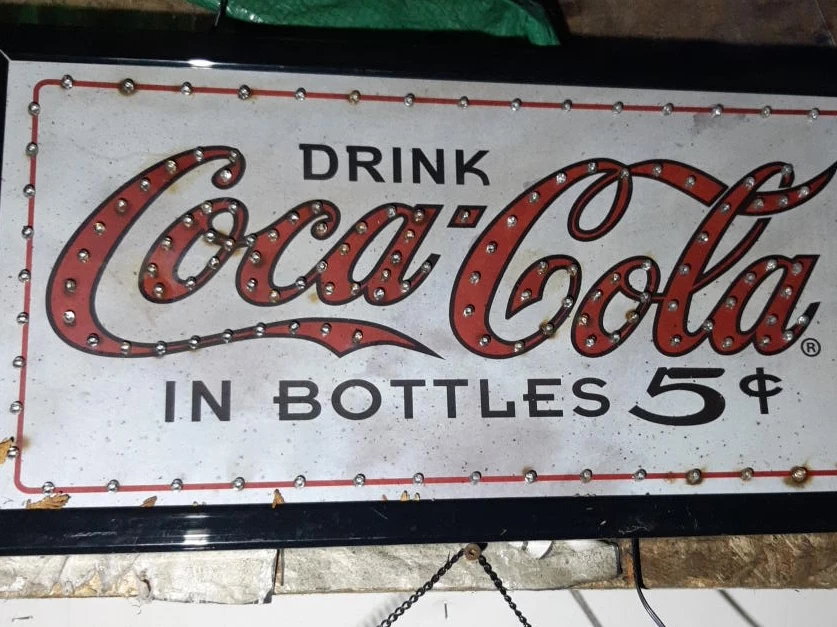 DRINK
Coca-Cola ®
IN BOTTLES 5¢